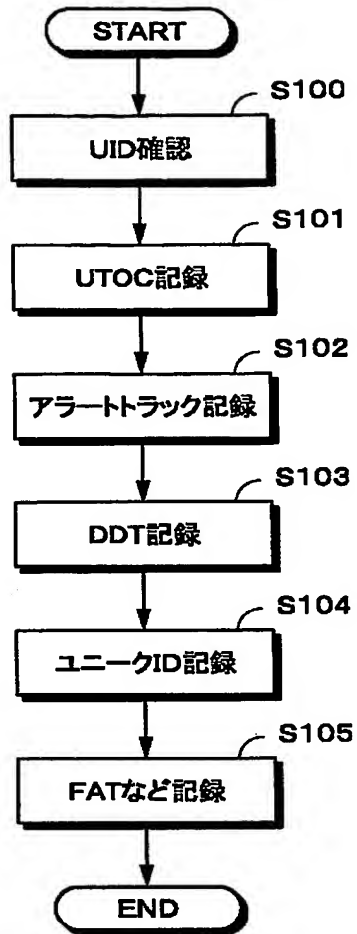 START
S100
UID確認
S101
UTOC記録
S102
アラートトラック記録
S103
DDT記録
S104
ユニークID記録
S105
FATなど記録
END